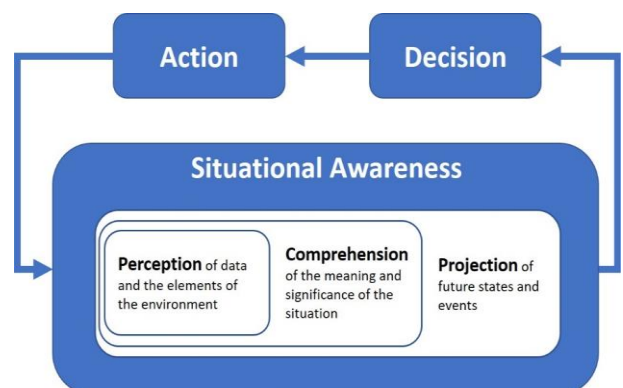 Action
Decision
Situational Awareness
Perception of data
and the elements of
the environment
Comprehension
of the meaning and
significance of the
situation
Projection of
future states and
events